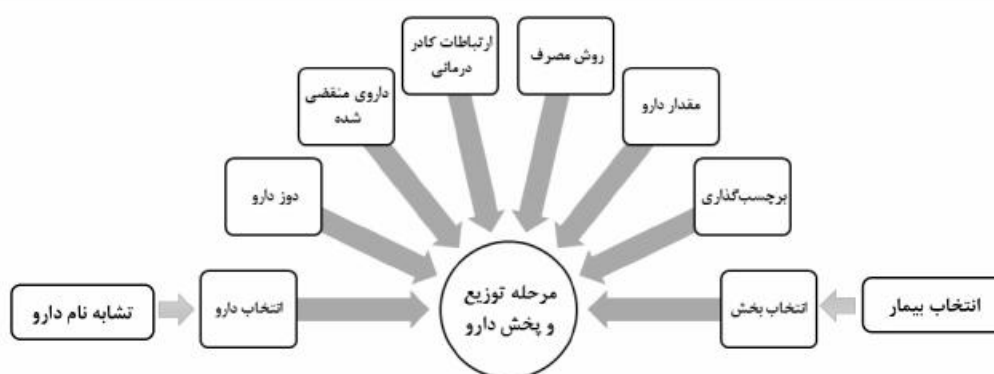 ارتباطات کادر
درمانی
روش مصرف
داروی منقضی
شده
مقدار دارو
دوز دارو
برچسب‌گذاری
مرحله توزیع
و پخش دارو
انتخاب بیمار
انتخاب بخش
انتخاب دارو
تشابه نام دارو